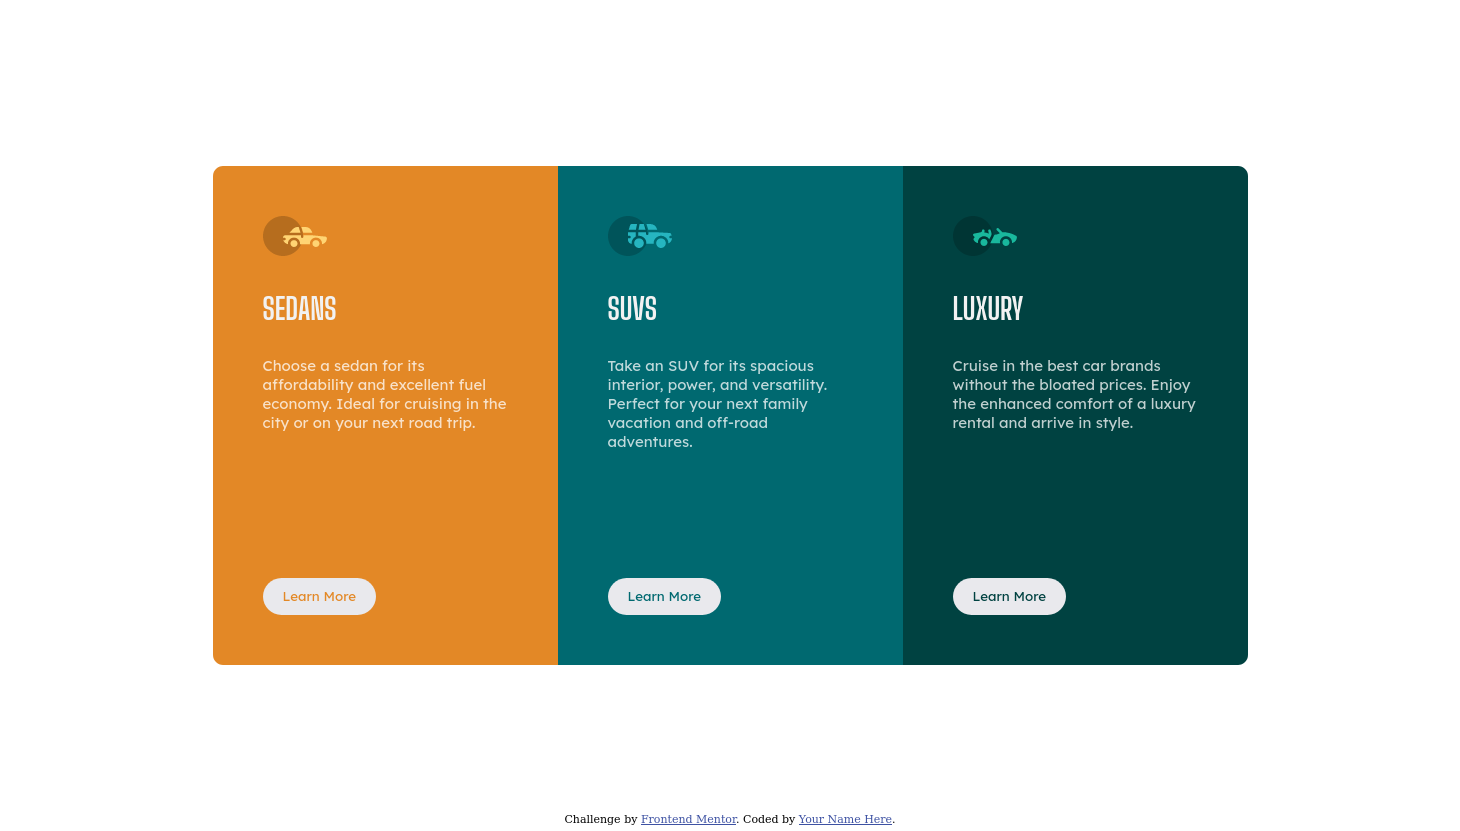 SEDANS
Choose a sedan for its
affordability and excellent fuel
economy. Ideal for cruising in the
city or on your next road trip.
Learn More
SUVS
Take an SUV for its spacious
interior, power, and versatility.
Perfect for your next family
vacation and off-road
adventures.
Learn More
LUXURY
Cruise in the best car brands
without the bloated prices. Enjoy
the enhanced comfort of a luxury
rental and arrive in style.
Learn More
Challenge by Frontend Mentor. Coded by Your Name Here.